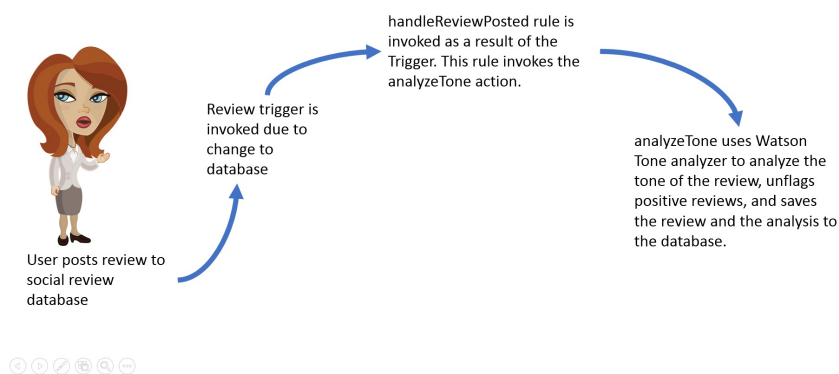 User posts review to
social review
database
Review trigger is
invoked due to
change to
database
handleReviewPosted rule is
invoked as a result of the
Trigger. This rule invokes the
analyzeTone action.
analyzeTone uses Watson
Tone analyzer to analyze the
tone of the review, unflags
positive reviews, and saves
the review and the analysis to
the database.